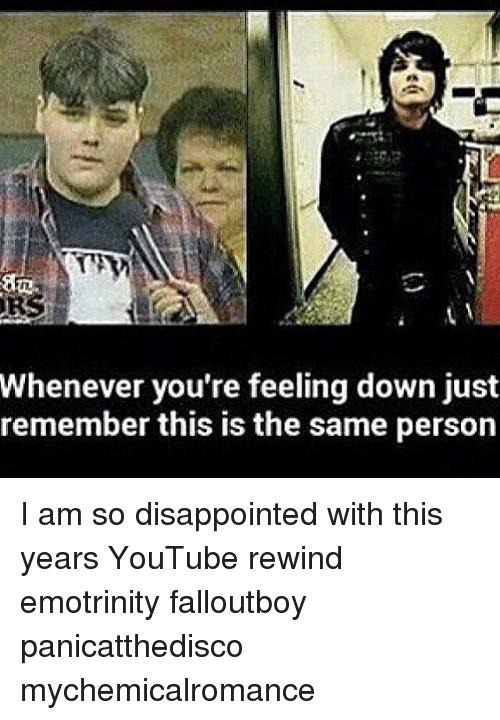 RS
Whenever you're feeling down just
remember this is the same person
I am so disappointed with this
years YouTube rewind
emotrinity falloutboy
panicatthedisco
mychemicalromance